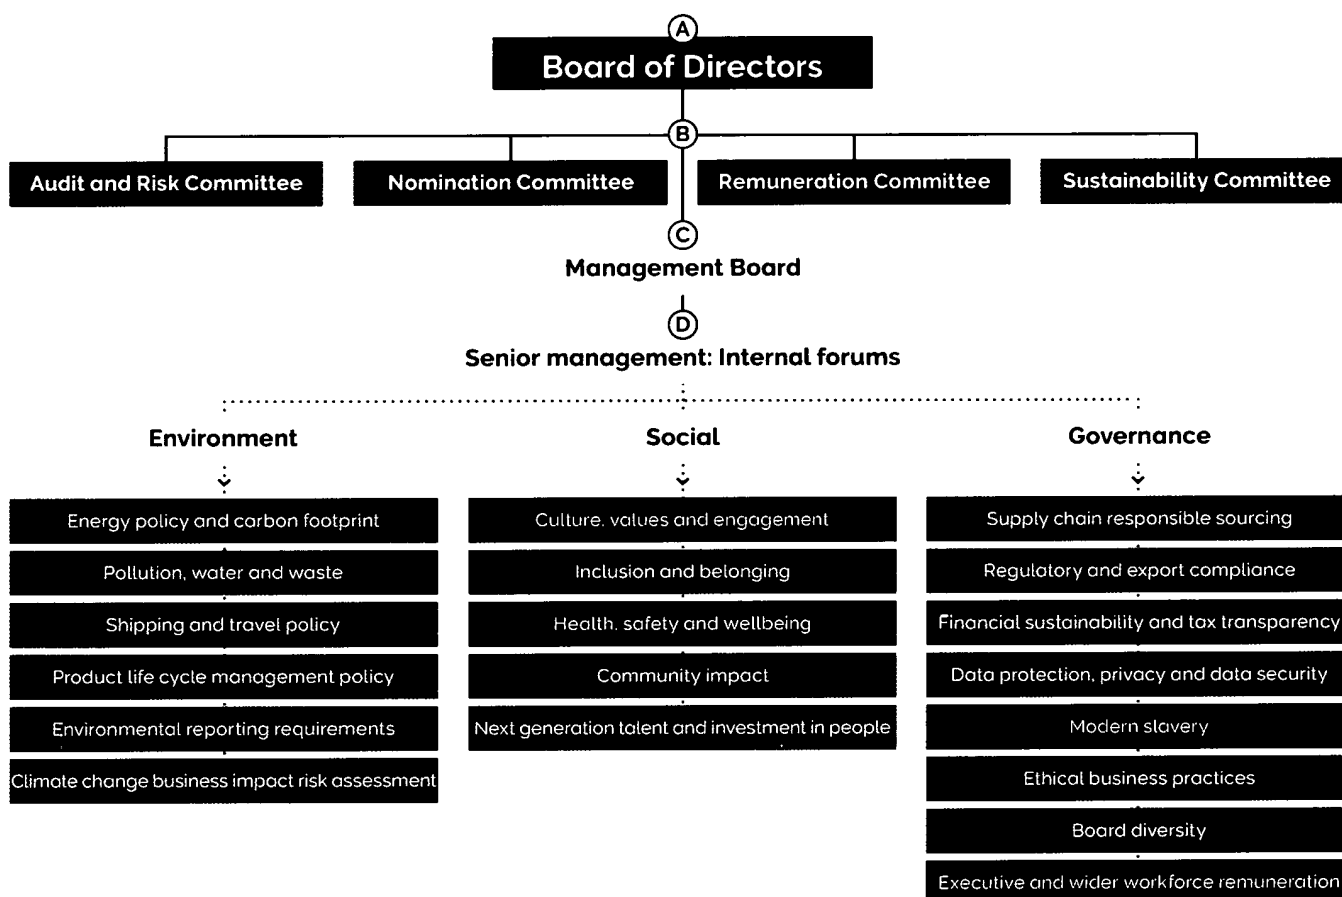 A
Board of Directors
B
Audit and Risk Committee
Nomination Committee
Remuneration Committee
Sustainability Committee
C
Management Board
D
Senior management: Internal forums
Environment
Energy policy and carbon footprint
Pollution, water and waste
Shipping and travel policy
Product life cycle management policy
Environmental reporting requirements
Climate change business impact risk assessment
Social
Culture, values and engagement
Inclusion and belonging
Health, safety and wellbeing
Community impact
Next generation talent and investment in people
Governance
Supply chain responsible sourcing
Regulatory and export compliance
Financial sustainability and tax transparency
Data protection, privacy and data security
Modern slavery
Ethical business practices
Board diversity
Executive and wider workforce remuneration